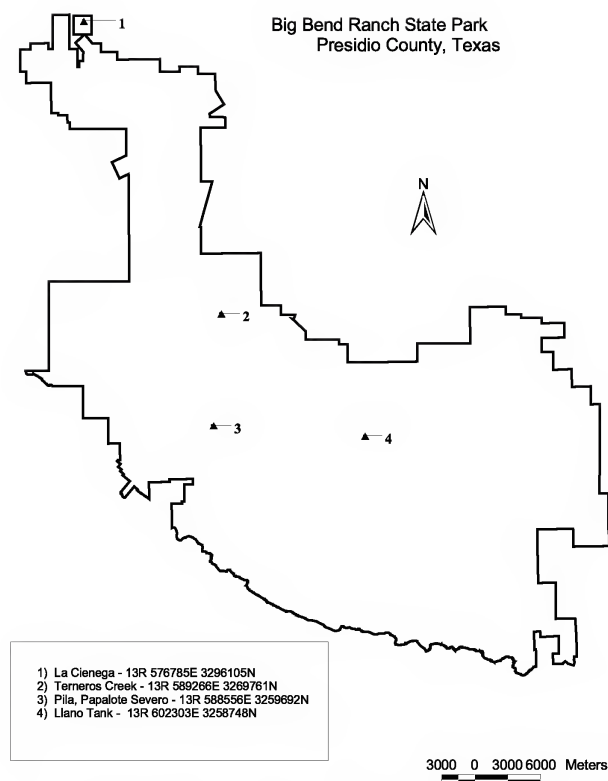 Big Bend Ranch State Park
Presidio County, Texas
1
N
2
3
4
1) La Cienega - 13R 576785E 3296105N
2) Terneros Creek - 13R 589266E 3269761N
3) Pila, Papalote Severo - 13R 588556E 3259692N
4) Llano Tank - 13R 602303E 3258748N
3000 0 3000 6000 Meters